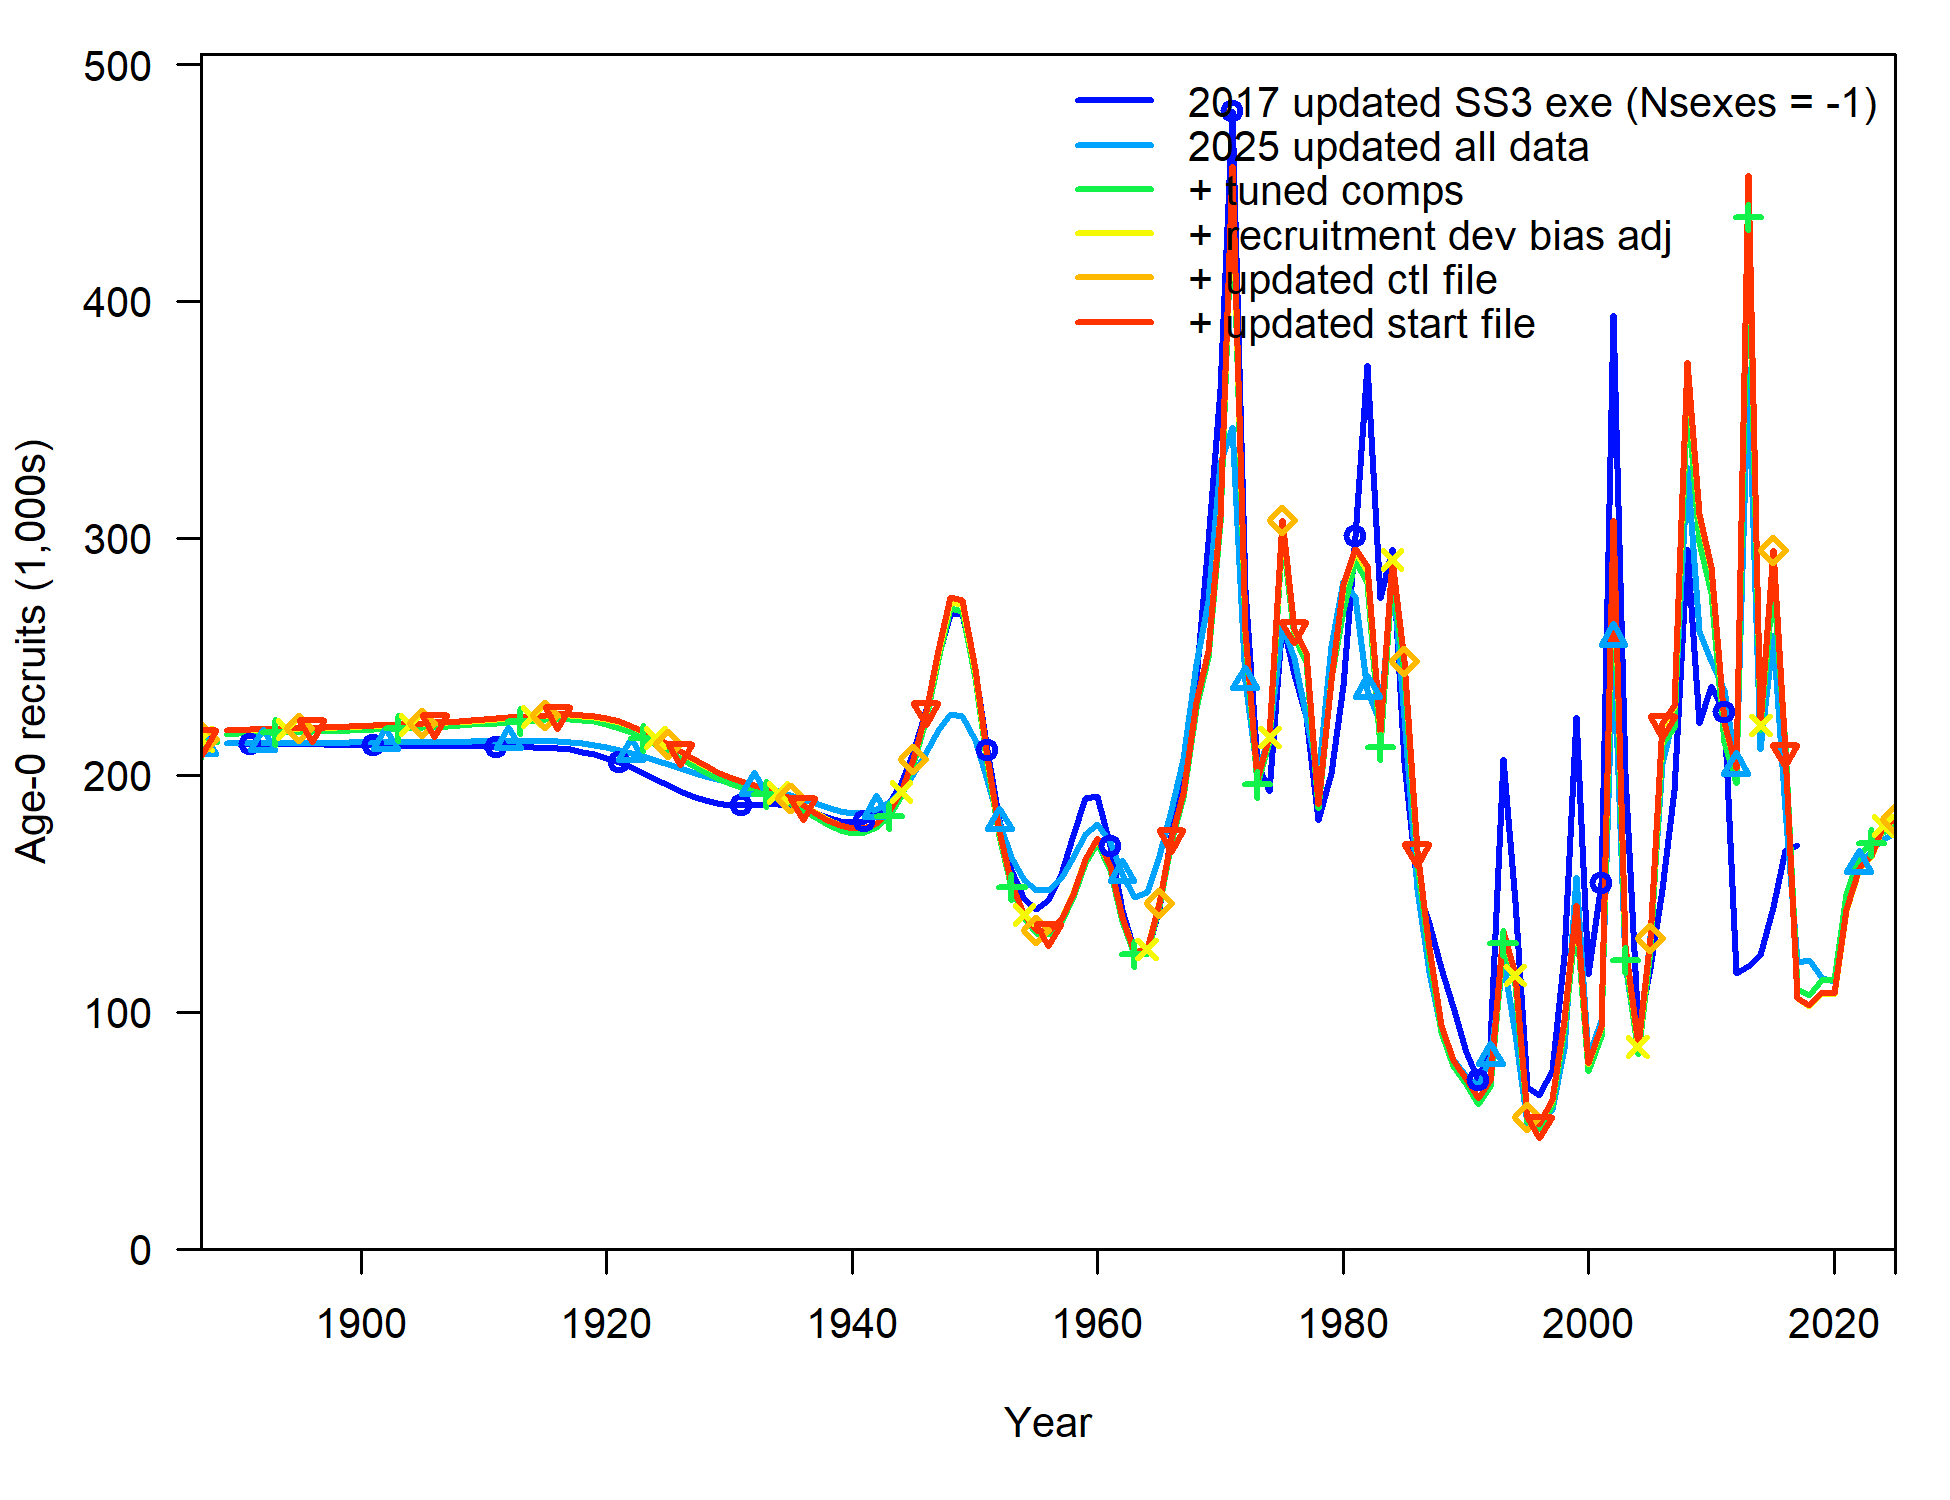 500
400
300
200
100
0
Age-0 recruits (1,000s)
2017 updated SS3 exe (Nsexes = -1)
2025 updated all data
+ tuned comps
+ recruitment dev bias adj
+ updated ctl file
+ updated start file
1900 1920 1940 1960 1980 2000 2020
Year